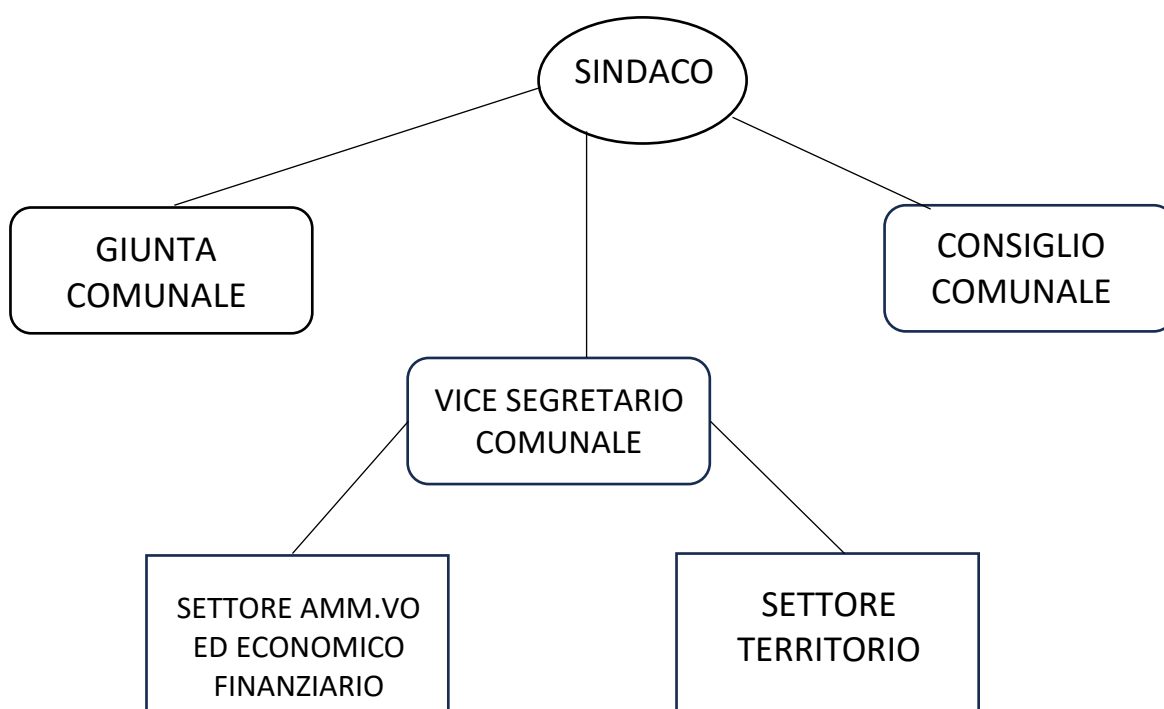 SINDACO
GIUNTA
COMUNALE
CONSIGLIO
COMUNALE
VICE SEGRETARIO
COMUNALE
SETTORE AMM.VO
ED ECONOMICO
FINANZIARIO
SETTORE
TERRITORIO